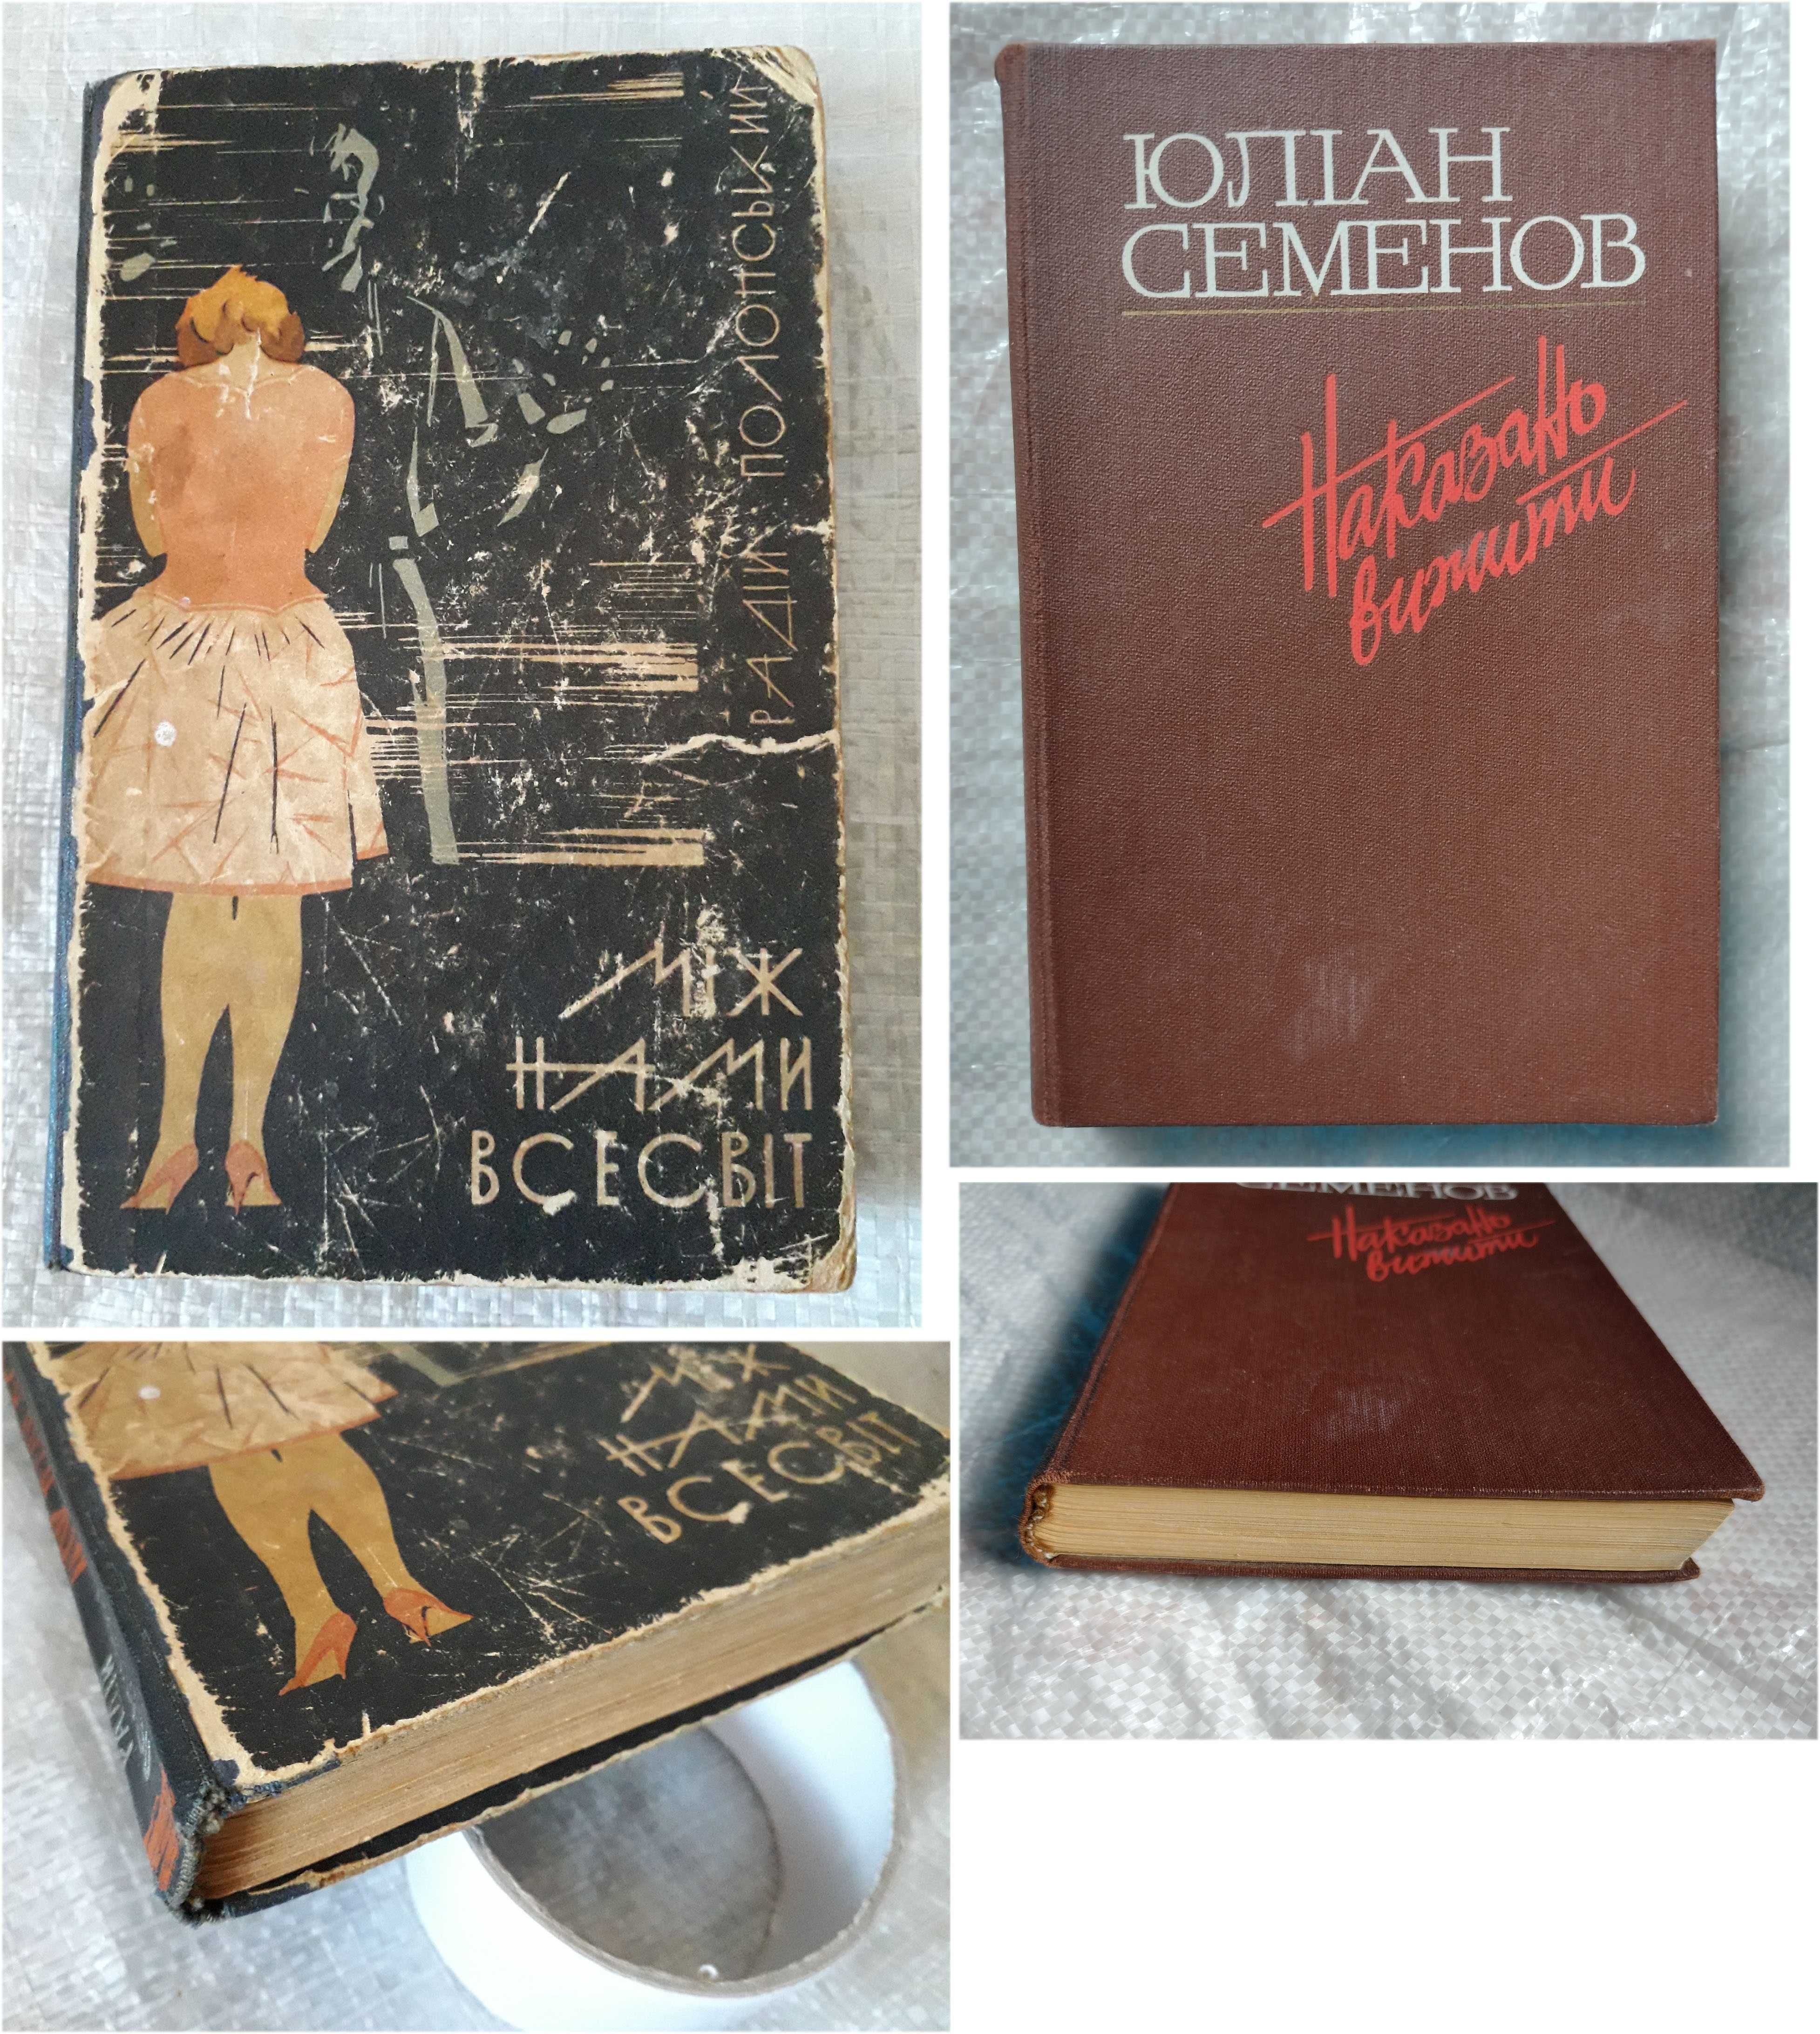 РАДІЙ ПОЛОНСЬКИЙ
МІЖ
НАМИ
ВСЕСВІТ
ЮЛІАН
СЕМЕНОВ
Наказано
вижити
МІЖ
НАМИ
ВСЕСВІТ
СЕМЕНОВ
Наказано
вижити